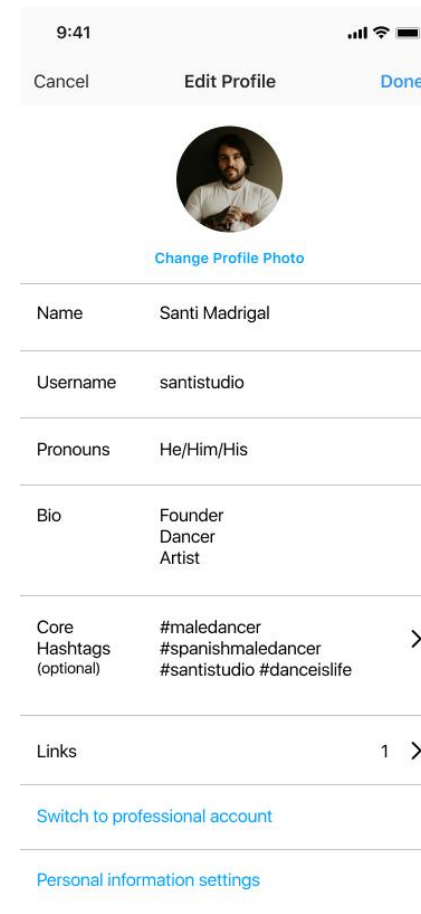 9:41
Cancel Edit Profile Done
Change Profile Photo
Name Santi Madrigal
Username santistudio
Pronouns He/Him/His
Bio Founder
Dancer
Artist
Core #maledancer
Hashtags #spanishmaledancer
(optional) #santistudio #danceislife
Links 1
Switch to professional account
Personal information settings